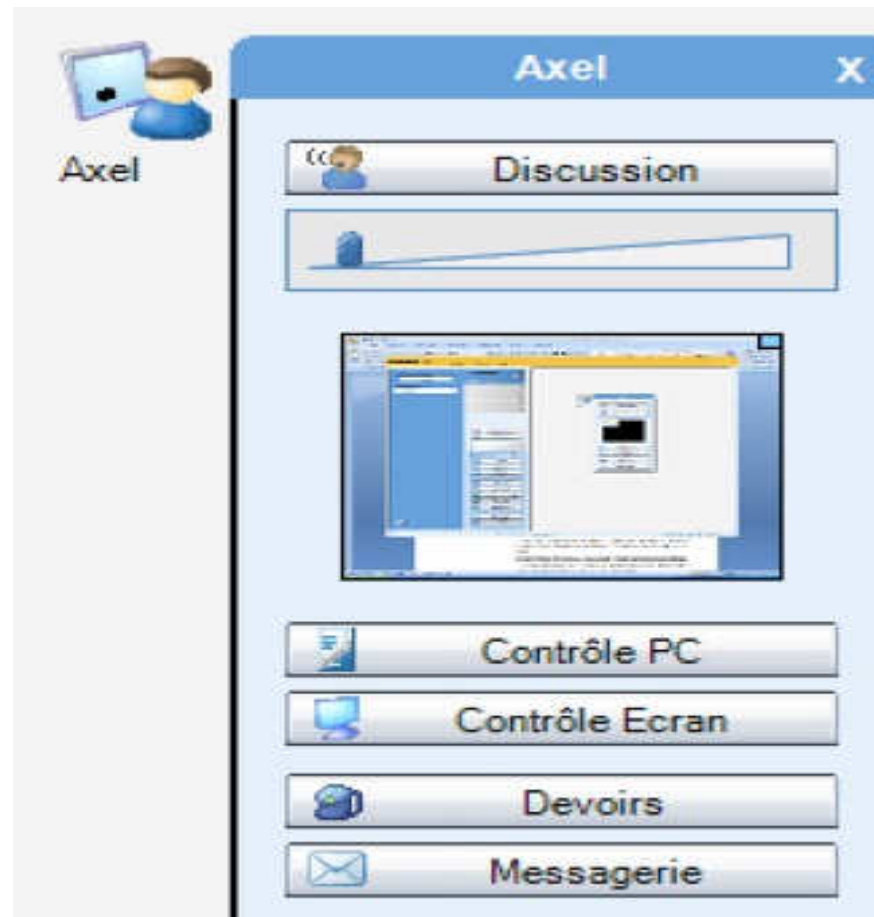 Axel
Axel
X
Discussion
Contrôle PC
Contrôle Ecran
Devoirs
Messagerie